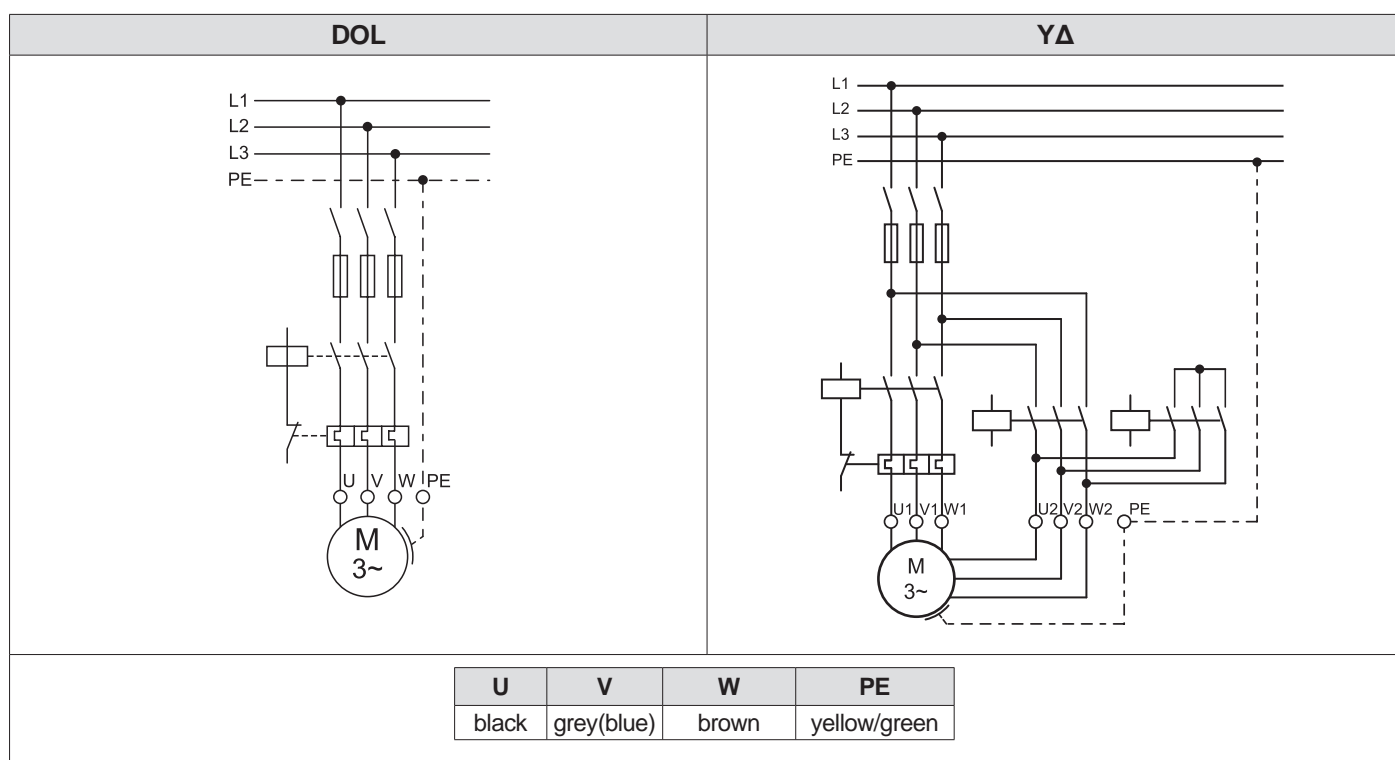 DOL
YΔ
L1
L2
L3
PE
U V W PE
M
3~
L1
L2
L3
PE
U1 V1 W1 U2 V2 W2 PE
M
3~
U V W PE
black grey(blue) brown yellow/green